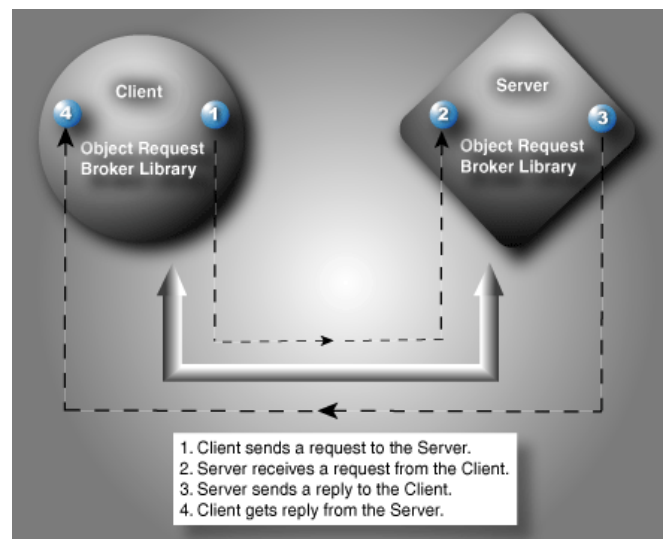 Client
4
1
Object Request
Broker Library
Server
2
3
Object Request
Broker Library
1. Client sends a request to the Server.
2. Server receives a request from the Client.
3. Server sends a reply to the Client.
4. Client gets reply from the Server.